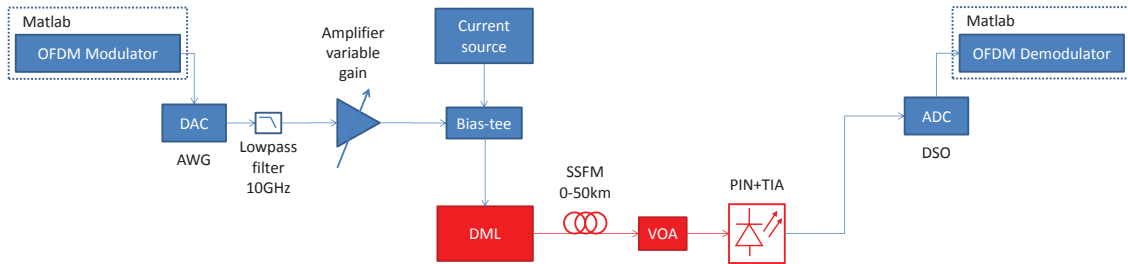 Matlab
OFDM Modulator
DAC
AWG
Lowpass
filter
10GHz
Amplifier
variable
gain
Current
source
Bias-tee
DML
SSFM
0-50km
VOA
PIN+TIA
Matlab
OFDM Demodulator
ADC
DSO